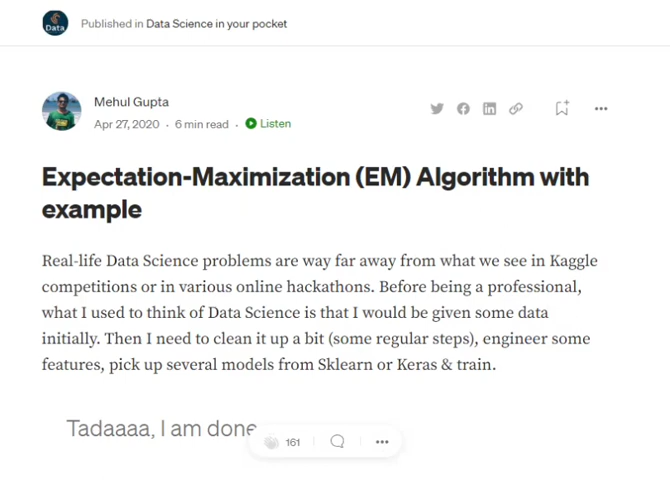 Data
Published in Data Science in your pocket
Mehul Gupta
Apr 27, 2020 · 6 min read · Listen
Expectation-Maximization (EM) Algorithm with
example
Real-life Data Science problems are way far away from what we see in Kaggle
competitions or in various online hackathons. Before being a professional,
what I used to think of Data Science is that I would be given some data
initially. Then I need to clean it up a bit (some regular steps), engineer some
features, pick up several models from Sklearn or Keras & train.
Tadaaaa, I am done
161